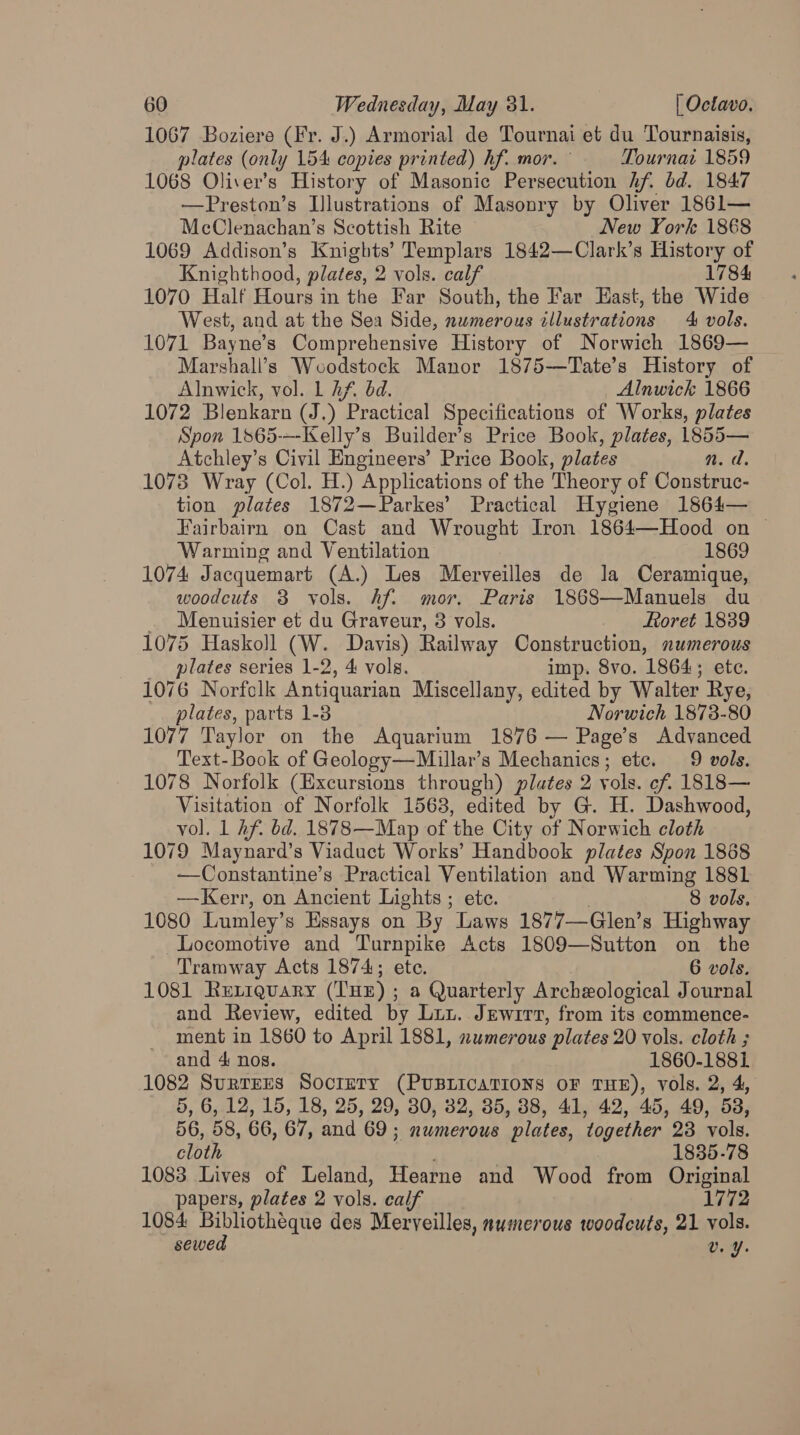 60 Wednesday, May 31. [Octavo.
1067 Boziere (Fr. J.) Armorial de Tournai et du Tournaisis,
plates (only 154 copies printed) hf. mor. Tournai 1859
1068 Oliver's History of Masonic Persecution hf. bd. 1847
—Preston's Illustrations of Masonry by Oliver 1861—
McClenachan's Scottish Rite New York 1868
1069 Addison's Knights' Templars 1842—Clark's History of
Knighthood, plates, 2 vols. calf 1784
1070 Half Hours in the Far South, the Far East, the Wide
West, and at the Sea Side, numerous illustrations 4 vols.
1071 Bayne's Comprehensive History of Norwich 1869—
Marshall's Woodstock Manor 1875—Tate's History of
Alnwick, vol. 1 hf. bd. Alnwick 1866
1072 Blenkarn (J.) Practical Specifications of Works, plates
Spon 1865—Kelly's Builder's Price Book, plates, 1855—
Atchley's Civil Engineers' Price Book, plates n. d.
1073 Wray (Col. H.) Applications of the Theory of Construc-
tion plates 1872—Parkes' Practical Hygiene 1864—
Fairbairn on Cast and Wrought Iron 1864—Hood on
Warming and Ventilation 1869
1074 Jacquemart (A.) Les Merveilles de la Ceramique,
woodcuts 3 vols. hf. mor. Paris 1868—Manuels du
Menuisier et du Graveur, 3 vols. Roret 1839
1075 Haskoll (W. Davis) Railway Construction, numerous
plates series 1-2, 4 vols. imp. 8vo. 1864; etc.
1076 Norfolk Antiquarian Miscellany, edited by Walter Rye,
plates, parts 1-3 Norwich 1873-80
1077 Taylor on the Aquarium 1876 — Page's Advanced
Text-Book of Geology—Millar's Mechanics; etc. 9 vols.
1078 Norfolk (Excursions through) plates 2 vols. cf. 1818—
Visitation of Norfolk 1563, edited by G. H. Dashwood,
vol. 1 hf. bd. 1878—Map of the City of Norwich cloth
1079 Maynard's Viaduct Works' Handbook plates Spon 1868
—Constantine's Practical Ventilation and Warming 1881
—Kerr, on Ancient Lights; etc. 8 vols.
1080 Lumley's Essays on By Laws 1877—Glen's Highway
Locomotive and Turnpike Acts 1809—Sutton on the
Tramway Acts 1874; etc. 6 vols.
1081 Reliquary (The); a Quarterly Archæological Journal
and Review, edited by Lll. Jewitt, from its commence-
ment in 1860 to April 1881, numerous plates 20 vols. cloth;
and 4 nos. 1860-1881
1082 Surtees Society (Publications of the), vols. 2, 4,
5, 6, 12, 15, 18, 25, 29, 30, 32, 35, 38, 41, 42, 45, 49, 53,
56, 58, 66, 67, and 69; numerous plates, together 23 vols.
cloth 1835-78
1083 Lives of Leland, Hearne and Wood from Original
papers, plates 2 vols. calf 1772
1084 Bibliothèque des Merveilles, numerous woodcuts, 21 vols.
sewed v. y.